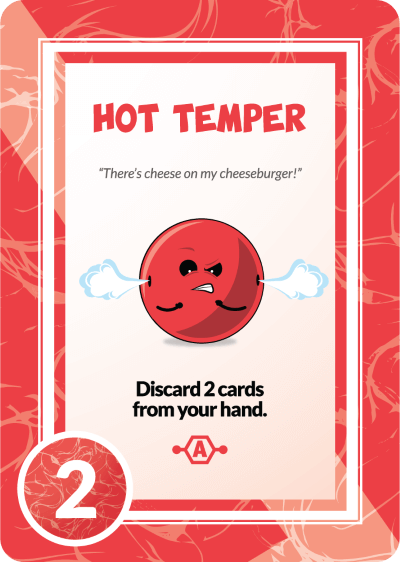 HOT TEMPER
“There’s cheese on my cheeseburger!”
Discard 2 cards
from your hand.
A
2